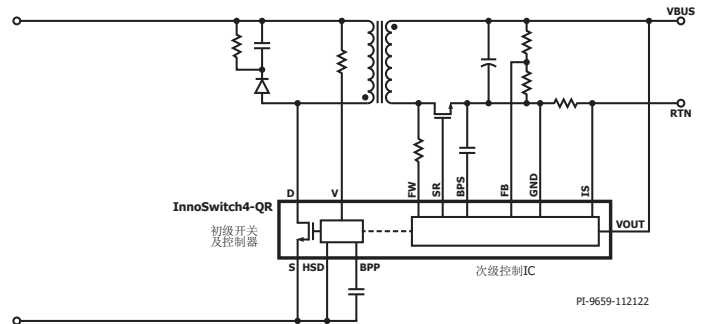 VBUS
RTN
D
V
FW
SR
BPS
FB
GND
IS
InnoSwitch4-QR
VOUT
初级开关
及控制器
S
HSD
BPP
次级控制IC
PI-9659-112122